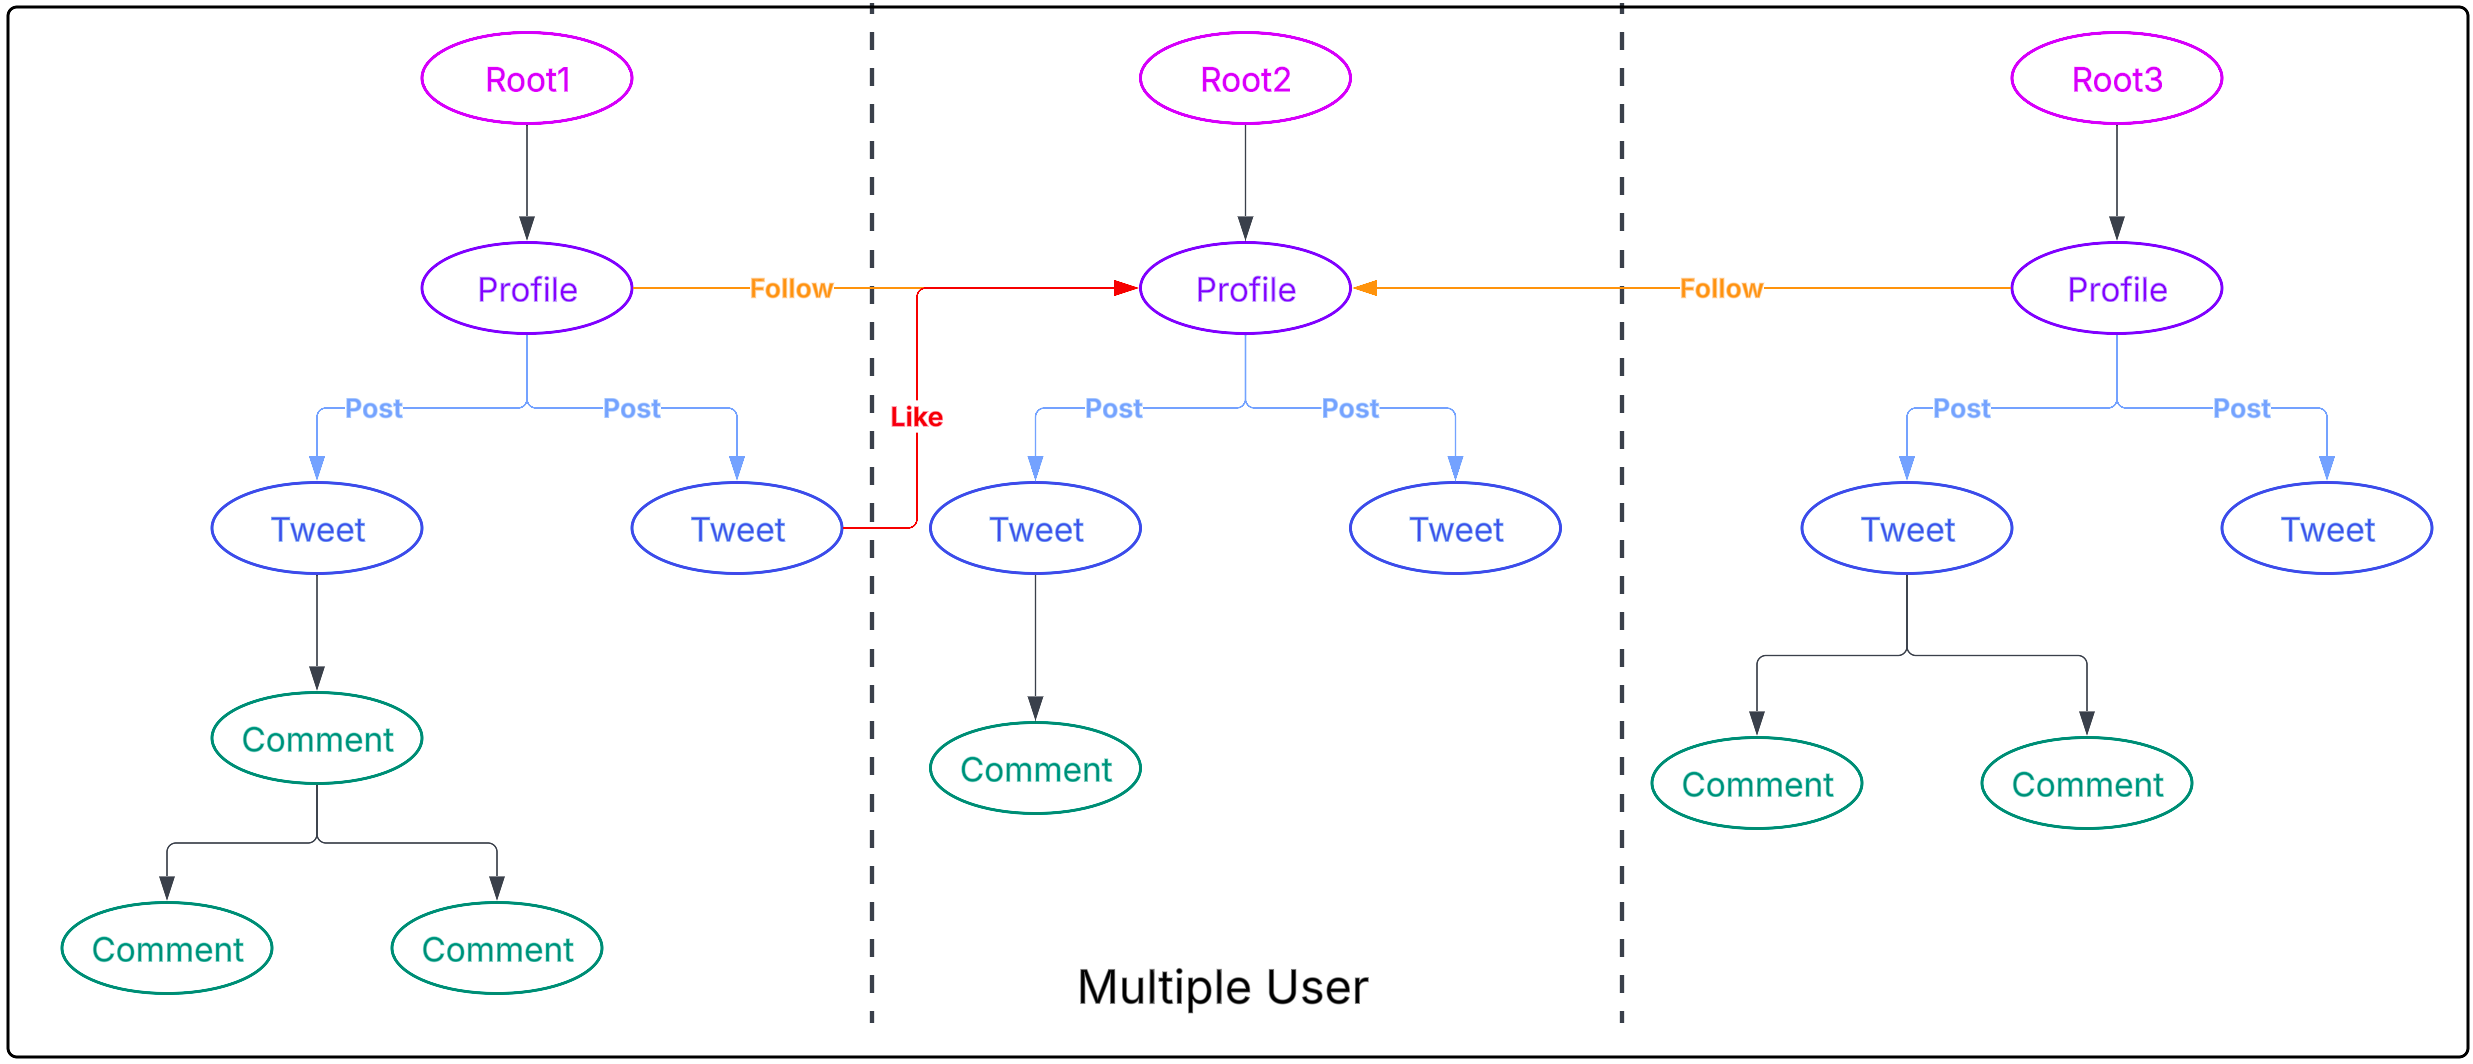 Root1
Root2
Root3
Profile
Follow
Profile
Follow
Profile
Post
Post
Like
Post
Post
Post
Post
Tweet
Tweet
Tweet
Tweet
Tweet
Tweet
Comment
Comment
Comment
Comment
Comment
Comment
Multiple User